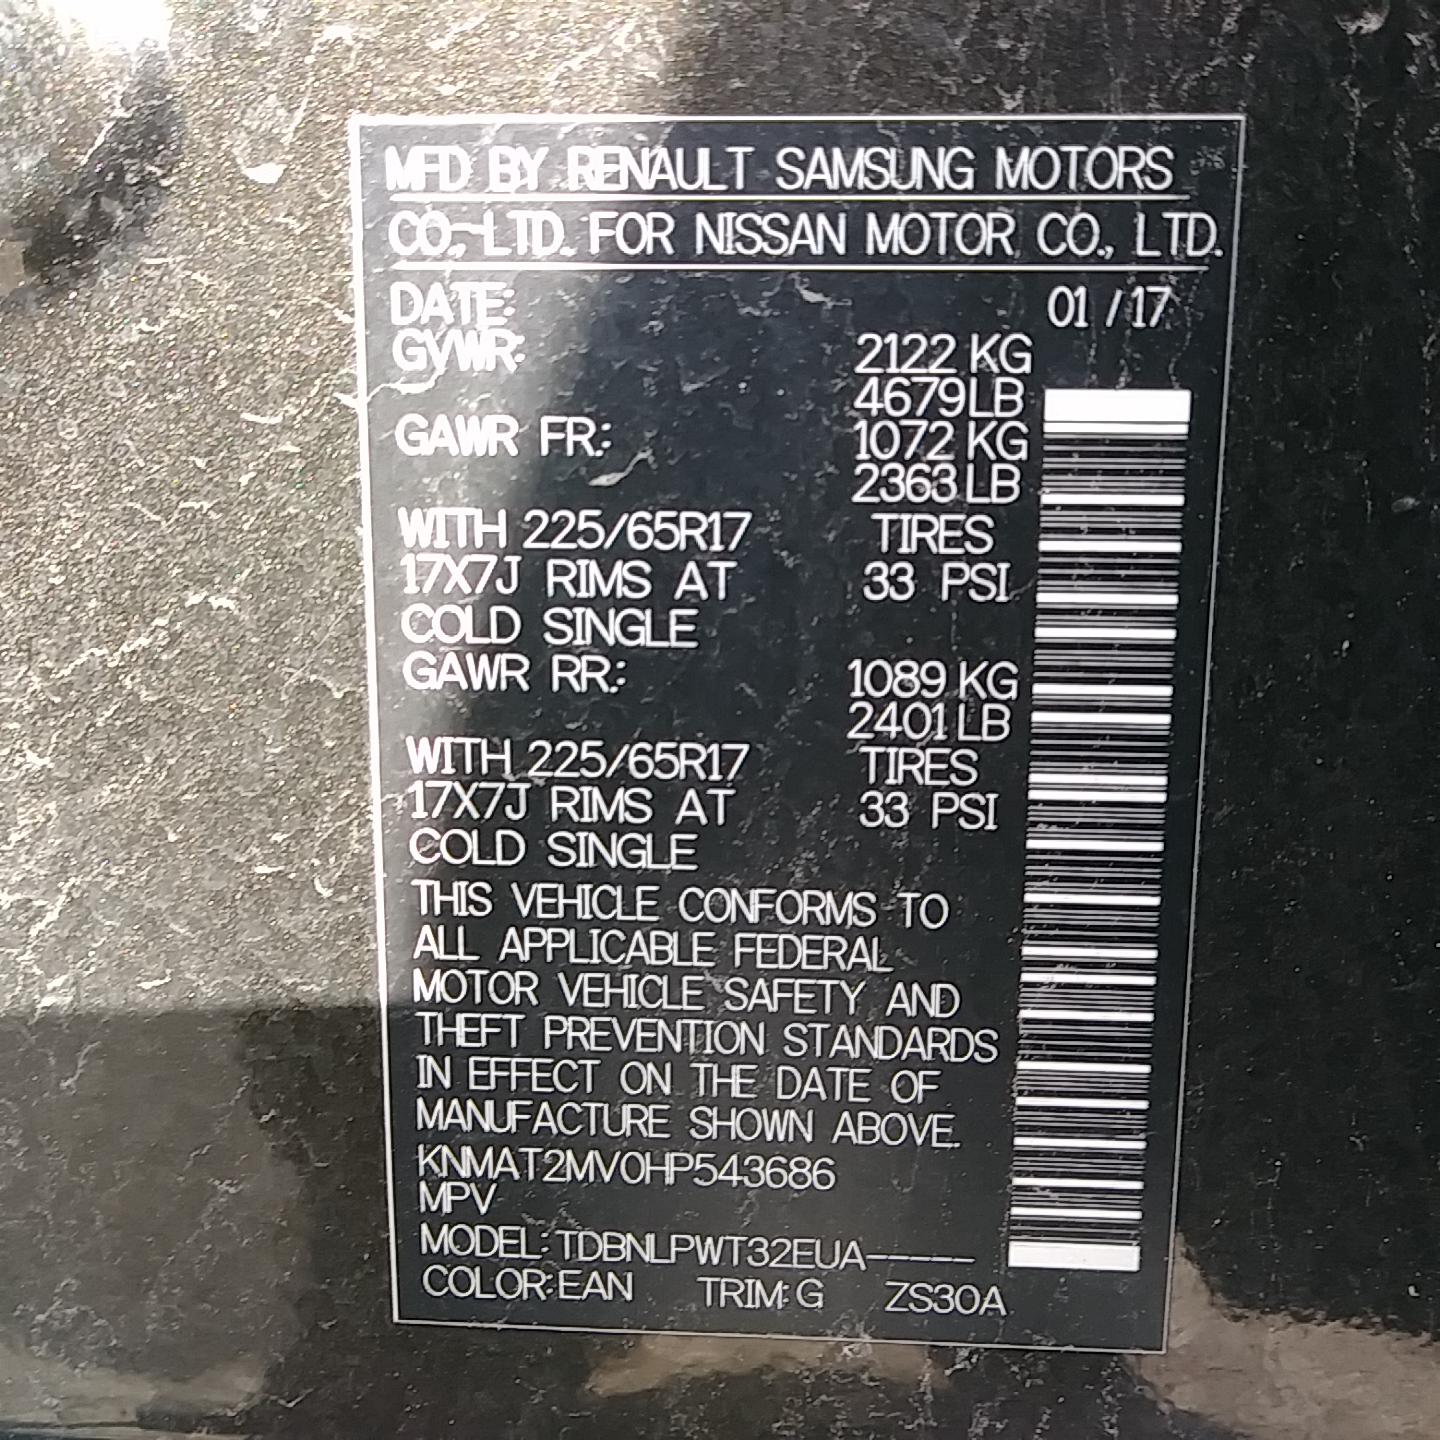 MFD BY RENAULT SAMSUNG MOTORS
CO., LTD. FOR NISSAN MOTOR CO., LTD.
DATE: 01 / 17
GVWR: 2122 KG
4679 LB
GAWR FR.: 1072 KG
2363 LB
WITH 225/65R17 TIRES
17X7J RIMS AT 33 PSI
COLD SINGLE
GAWR RR.: 1089 KG
2401 LB
WITH 225/65R17 TIRES
17X7J RIMS AT 33 PSI
COLD SINGLE
THIS VEHICLE CONFORMS TO
ALL APPLICABLE FEDERAL
MOTOR VEHICLE SAFETY AND
THEFT PREVENTION STANDARDS
IN EFFECT ON THE DATE OF
MANUFACTURE SHOWN ABOVE.
KNMAT2MV0HP543686
MPV
MODEL: TDBNLPWT32EUA-----
COLOR: EAN TRIM: G ZS30A